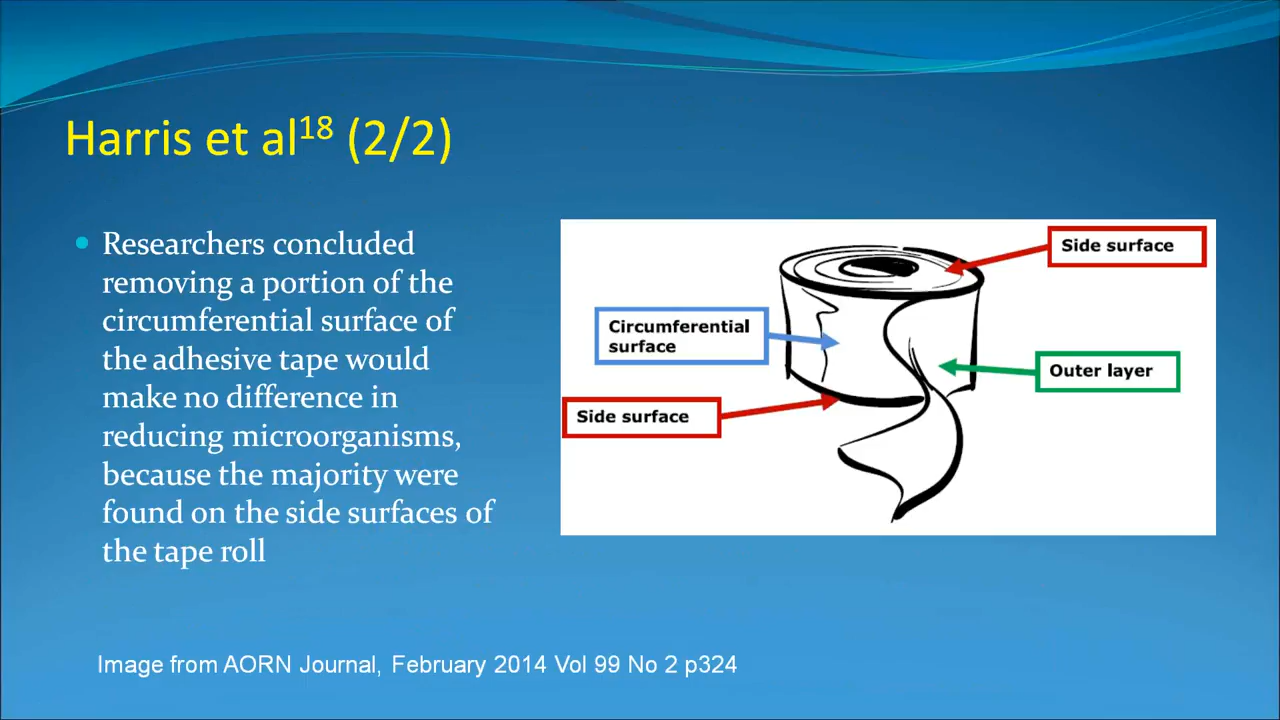 Harris et al18 (2/2)
Researchers concluded
removing a portion of the
circumferential surface of
the adhesive tape would
make no difference in
reducing microorganisms,
because the majority were
found on the side surfaces of
the tape roll
Side surface
Circumferential
surface
Outer layer
Side surface
Image from AORN Journal, February 2014 Vol 99 No 2 p324